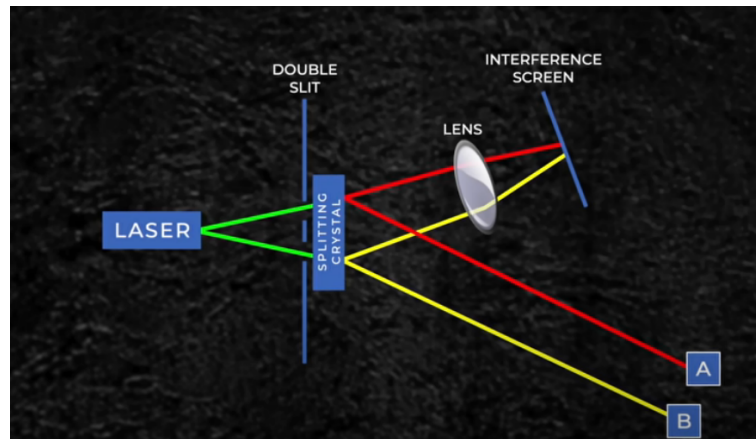 DOUBLE
SLIT
INTERFERENCE
SCREEN
LENS
LASER
SPLITTING
CRYSTAL
A
B